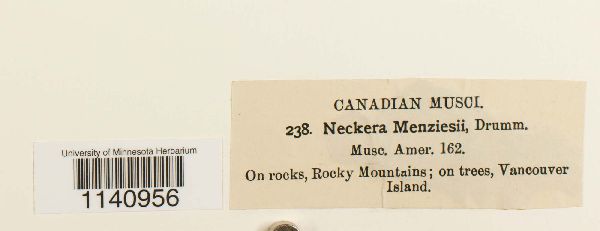 CANADIAN MUSCI.
238. Neckera Menziesii, Drumm.
Musc. Amer. 162.
On rocks, Rocky Mountains; on trees, Vancouver
Island.
University of Minnesota Herbarium
1140956